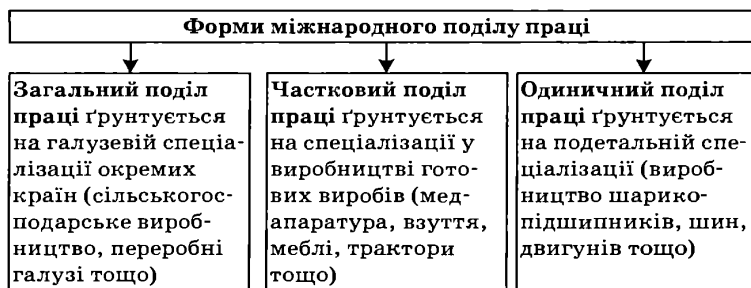 Форми міжнародного поділу праці
Загальний поділ
праці ґрунтується
на галузевій спеціа-
лізації окремих
країн (сільськогос-
подарське вироб-
ництво, переробні
галузі тощо)
Частковий поділ
праці ґрунтується
на спеціалізації у
виробництві гото-
вих виробів (мед-
апаратура, взуття,
меблі, трактори
тощо)
Одиничний поділ
праці ґрунтується
на подетальній спе-
ціалізації (вироб-
ництво шарико-
підшипників, шин,
двигунів тощо)